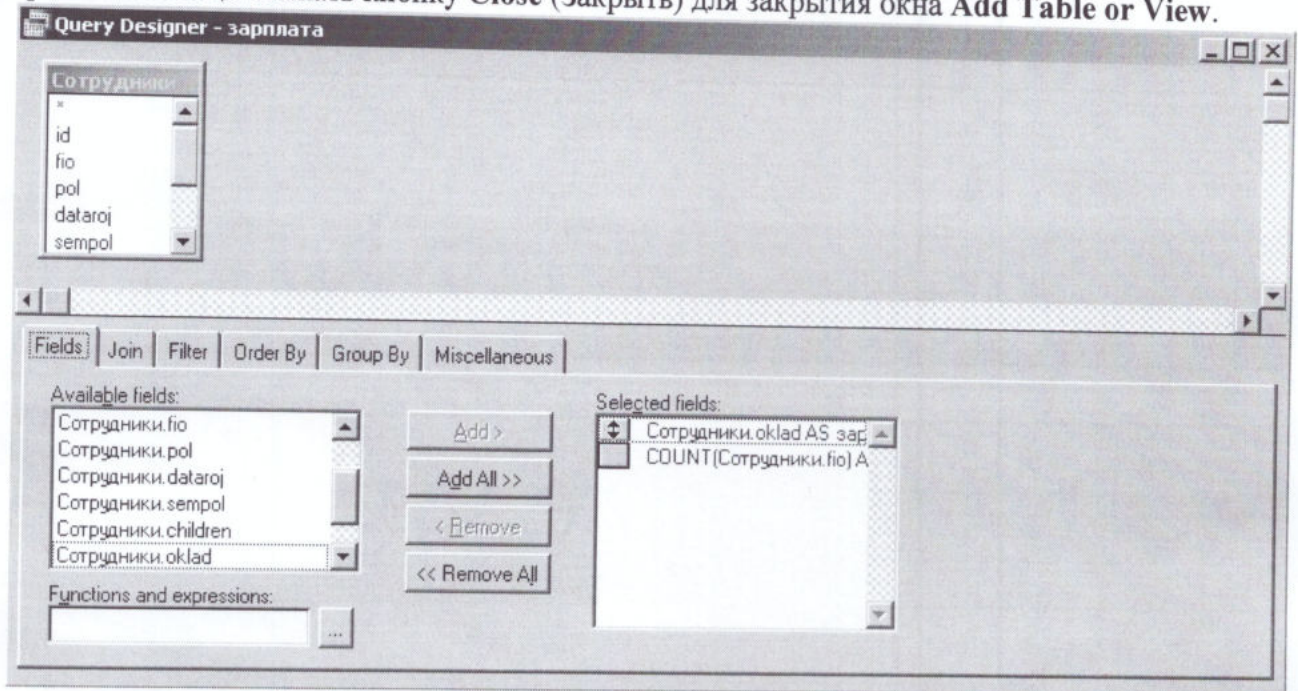 кнопку Close (Закрыть) для закрытия окна Add Table or View.
Query Designer - зарплата
Сотрудники
*
id
fio
pol
dataroj
sempol
Fields
Join
Filter
Order By
Group By
Miscellaneous
Available fields:
Сотрудники.fio
Сотрудники.pol
Сотрудники.dataroj
Сотрудники.sempol
Сотрудники.children
Сотрудники.oklad
Functions and expressions:
...
Add >
Add All >>
< Remove
<< Remove All
Selected fields:
Сотрудники.oklad AS зар
COUNT(Сотрудники.fio) A